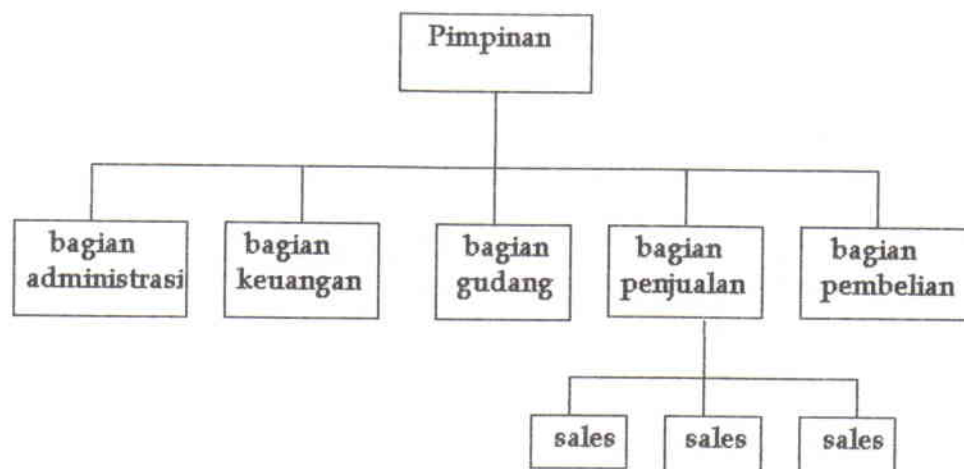 Pimpinan
bagian
administrasi
bagian
keuangan
bagian
gudang
bagian
penjualan
bagian
pembelian
sales
sales
sales